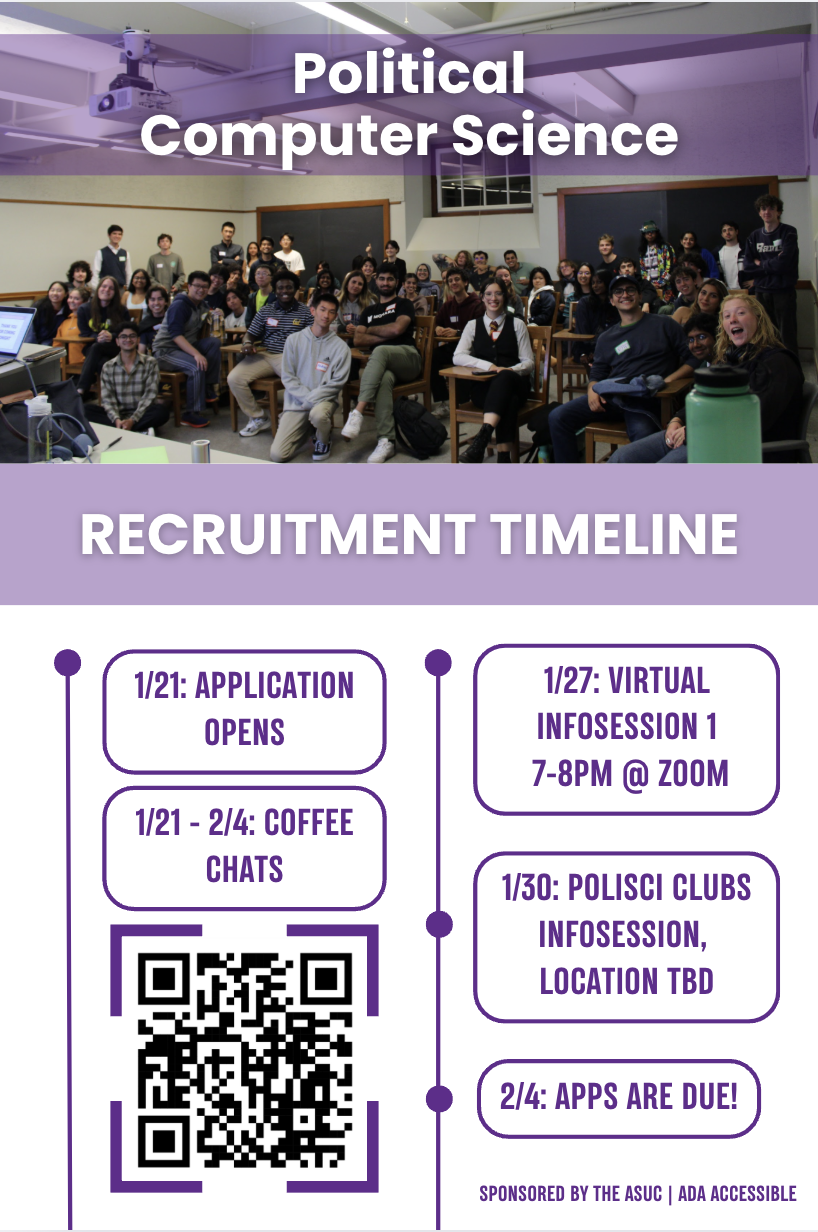 Political
Computer Science
RECRUITMENT TIMELINE
1/21: APPLICATION
OPENS
1/21 - 2/4: COFFEE
CHATS
1/27: VIRTUAL
INFOSESSION 1
7-8PM @ ZOOM
1/30: POLISCI CLUBS
INFOSESSION,
LOCATION TBD
2/4: APPS ARE DUE!
SPONSORED BY THE ASUC | ADA ACCESSIBLE